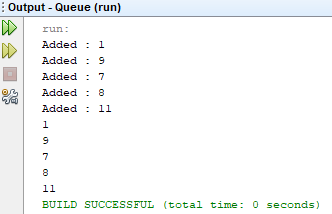 Output - Queue (run)
run:
Added : 1
Added : 9
Added : 7
Added : 8
Added : 11
1
9
7
8
11
BUILD SUCCESSFUL (total time: 0 seconds)